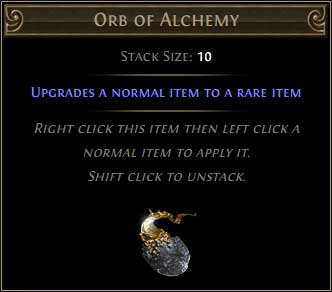 Orb of Alchemy
Stack Size: 10
Upgrades a normal item to a rare item
Right click this item then left click a
normal item to apply it.
Shift click to unstack.